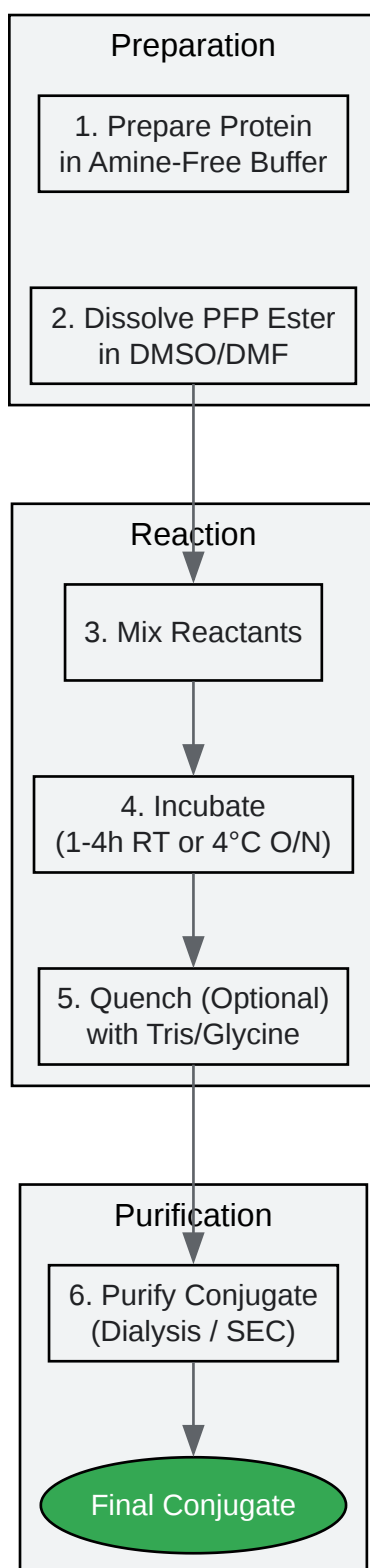 Preparation
1. Prepare Protein
in Amine-Free Buffer
2. Dissolve PFP Ester
in DMSO/DMF
Reaction
3. Mix Reactants
4. Incubate
(1-4h RT or 4°C O/N)
5. Quench (Optional)
with Tris/Glycine
Purification
6. Purify Conjugate
(Dialysis / SEC)
Final Conjugate